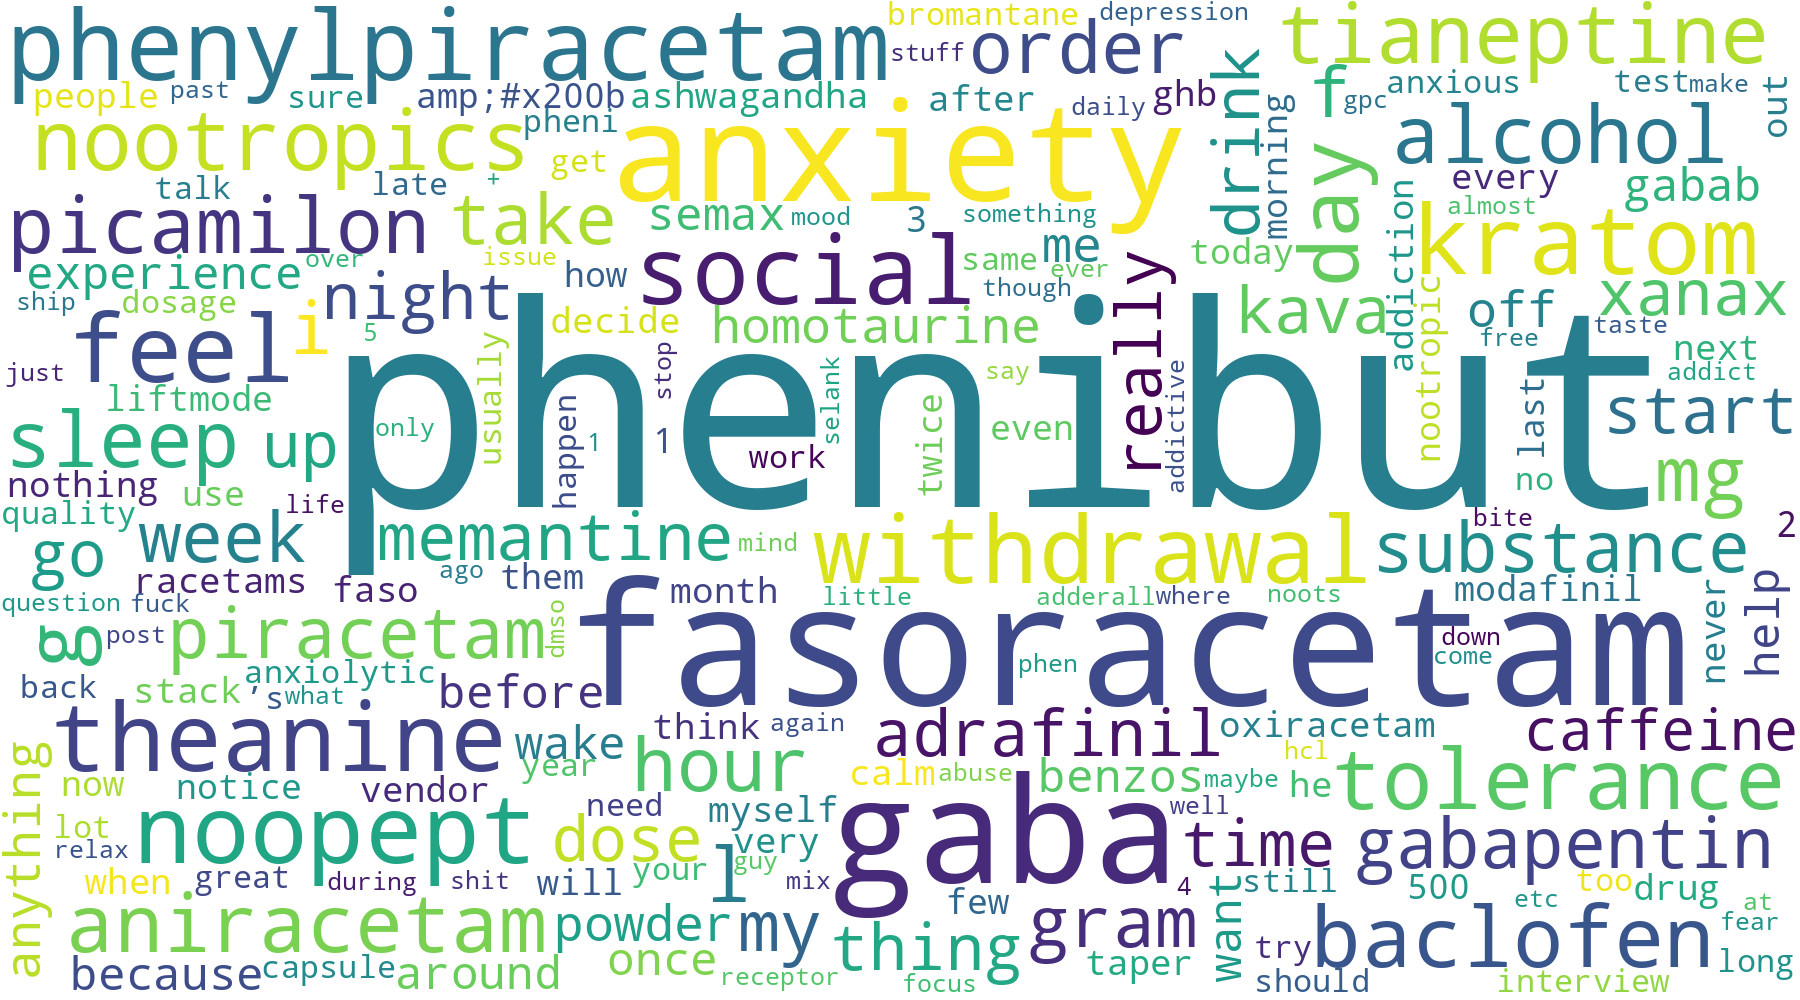 phenylpiracetam
bromantane
depression
stuff
order
tianeptine
people
past
sure
amp;#x200b
ashwagandha
after
daily
ghb
drink
morning
f
gpc
anxious
test
make
out
nootropics
pheni
get
anxiety
day
alcohol
talk
late
+
every
gabab
picamilon
take
semax
mood
3
something
me
really
today
addiction
almost
kratom
experience
over
issue
how
social
same
ever
though
ship
dosage
night
i
decide
homotaurine
kava
nootropic
off
xanax
free
taste
feel
5
usually
stop
selank
say
addictive
next
addict
just
liftmode
phenibut
last
start
sleep
up
only
happen
1
1
work
twice
even
no
mg
nothing
use
life
quality
week
memantine
mind
withdrawal
bite
substance
2
go
racetams
faso
ago
them
month
little
adderall
where
noots
modafinil
never
help
question
fuck
g
post
piracetam
dmso
fasoracetam
phen
down
come
back
stack
anxiolytic
’s
what
before
theanine
wake
think
again
adrafinil
oxiracetam
caffeine
anything
now
notice
vendor
year
hour
need
calm
abuse
benzos
maybe
hcl
he
tolerance
lot
relax
noopept
dose
myself
very
guy
gaba
well
time
gabapentin
when
great
during
shit
will
your
l
mix
4
want
still
500
etc
too
drug
at
fear
aniracetam
powder
my
few
thing
gram
try
baclofen
long
because
capsule
around
once
receptor
focus
taper
should
interview